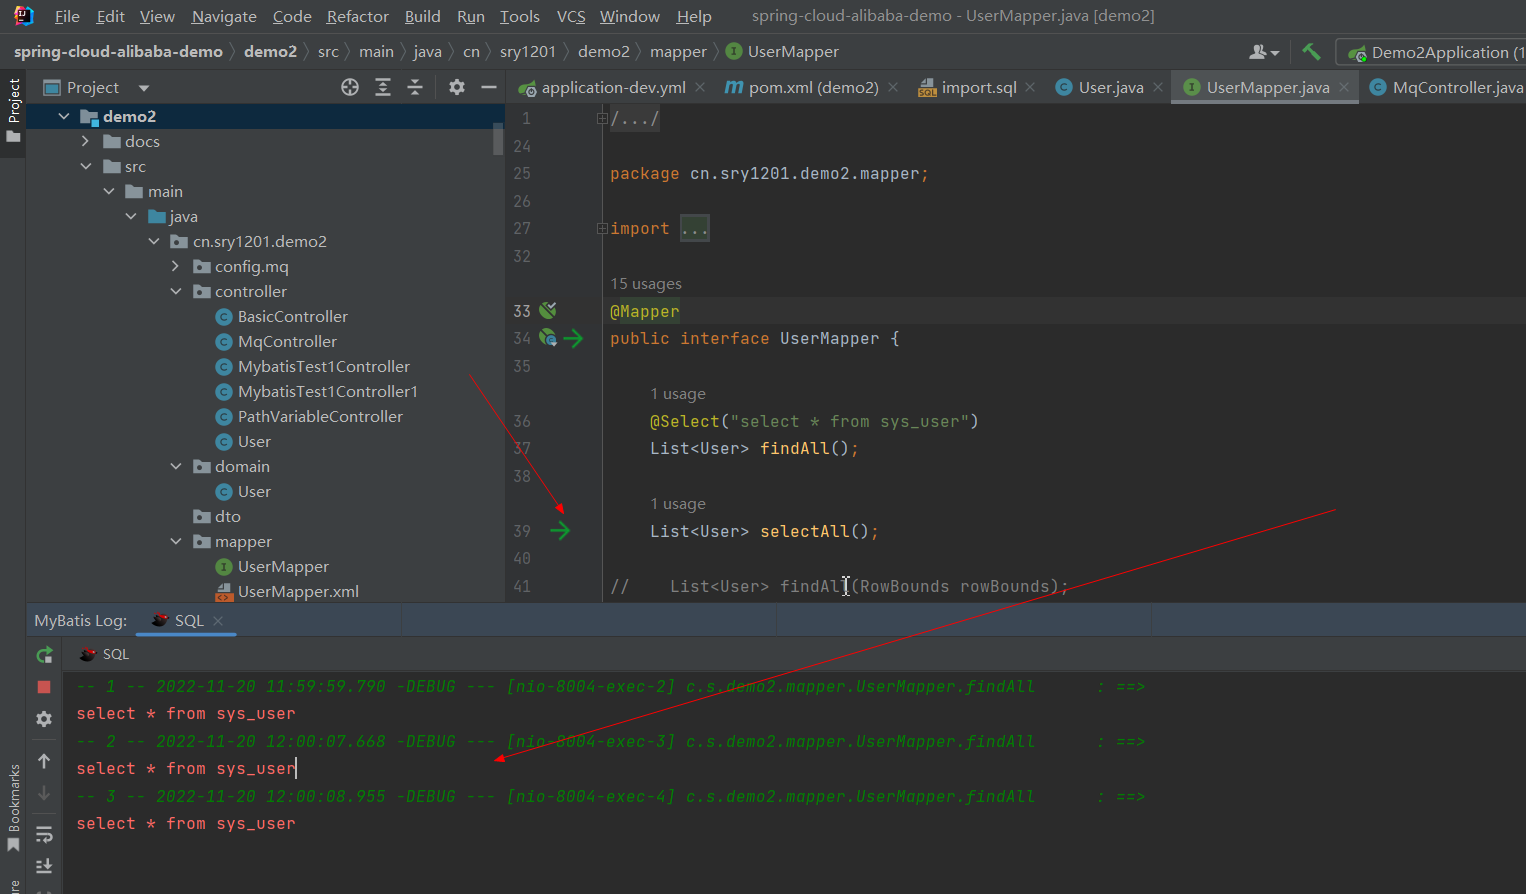 File Edit View Navigate Code Refactor Build Run Tools VCS Window Help spring-cloud-alibaba-demo - UserMapper.java [demo2]
spring-cloud-alibaba-demo demo2 src main java cn sry1201 demo2 mapper UserMapper Demo2Application (1
Project
Project
application-dev.yml pom.xml (demo2) import.sql User.java UserMapper.java MqController.java
demo2
docs
src
main
java
cn.sry1201.demo2
config.mq
controller
BasicController
MqController
MybatisTest1Controller
MybatisTest1Controller1
PathVariableController
User
domain
User
dto
mapper
UserMapper
UserMapper.xml
1 /.../
24
25 package cn.sry1201.demo2.mapper;
26
27 import ...
32
15 usages
33 @Mapper
34 public interface UserMapper {
35
1 usage
36 @Select("select * from sys_user")
37 List<User> findAll();
38
1 usage
39 List<User> selectAll();
40
41 // List<User> findAll(RowBounds rowBounds);
MyBatis Log: SQL
SQL
-- 1 -- 2022-11-20 11:59:59.790 -DEBUG --- [nio-8004-exec-2] c.s.demo2.mapper.UserMapper.findAll : ==>
select * from sys_user
-- 2 -- 2022-11-20 12:00:07.668 -DEBUG --- [nio-8004-exec-3] c.s.demo2.mapper.UserMapper.findAll : ==>
select * from sys_user
-- 3 -- 2022-11-20 12:00:08.955 -DEBUG --- [nio-8004-exec-4] c.s.demo2.mapper.UserMapper.findAll : ==>
select * from sys_user
Bookmarks